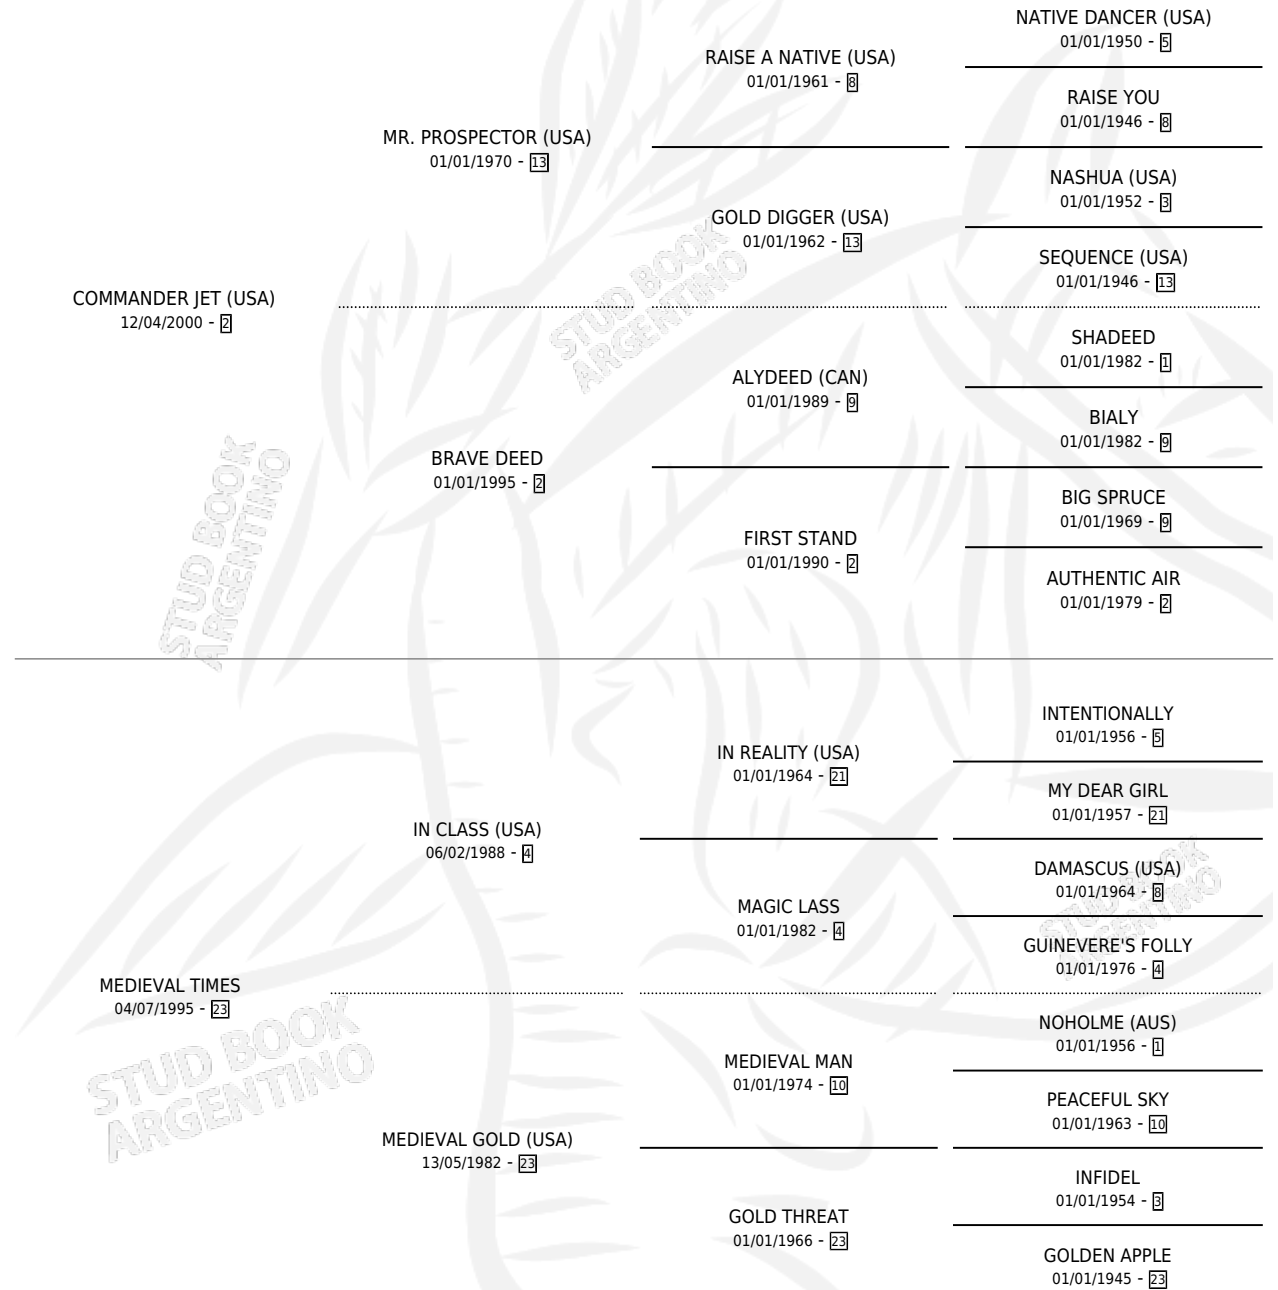 NATIVE DANCER (USA)
01/01/1950 - 5
RAISE A NATIVE (USA)
01/01/1961 - 8
RAISE YOU
01/01/1946 - 8
MR. PROSPECTOR (USA)
01/01/1970 - 13
NASHUA (USA)
01/01/1952 - 3
GOLD DIGGER (USA)
01/01/1962 - 13
SEQUENCE (USA)
01/01/1946 - 13
COMMANDER JET (USA)
12/04/2000 - 2
SHADEED
01/01/1982 - 1
ALYDEED (CAN)
01/01/1989 - 9
BIALY
01/01/1982 - 9
BRAVE DEED
01/01/1995 - 2
BIG SPRUCE
01/01/1969 - 9
FIRST STAND
01/01/1990 - 2
AUTHENTIC AIR
01/01/1979 - 2
INTENTIONALLY
01/01/1956 - 5
IN REALITY (USA)
01/01/1964 - 21
MY DEAR GIRL
01/01/1957 - 21
IN CLASS (USA)
06/02/1988 - 4
DAMASCUS (USA)
01/01/1964 - 8
MAGIC LASS
01/01/1982 - 4
GUINEVERE'S FOLLY
01/01/1976 - 4
MEDIEVAL TIMES
04/07/1995 - 23
NOHOLME (AUS)
01/01/1956 - 1
MEDIEVAL MAN
01/01/1974 - 10
PEACEFUL SKY
01/01/1963 - 10
MEDIEVAL GOLD (USA)
13/05/1982 - 23
INFIDEL
01/01/1954 - 3
GOLD THREAT
01/01/1966 - 23
GOLDEN APPLE
01/01/1945 - 23
STUD BOOK
ARGENTINO
STUD BOOK
ARGENTINO
STUD BOOK
ARGENTINO
STUD BOOK
ARGENTINO